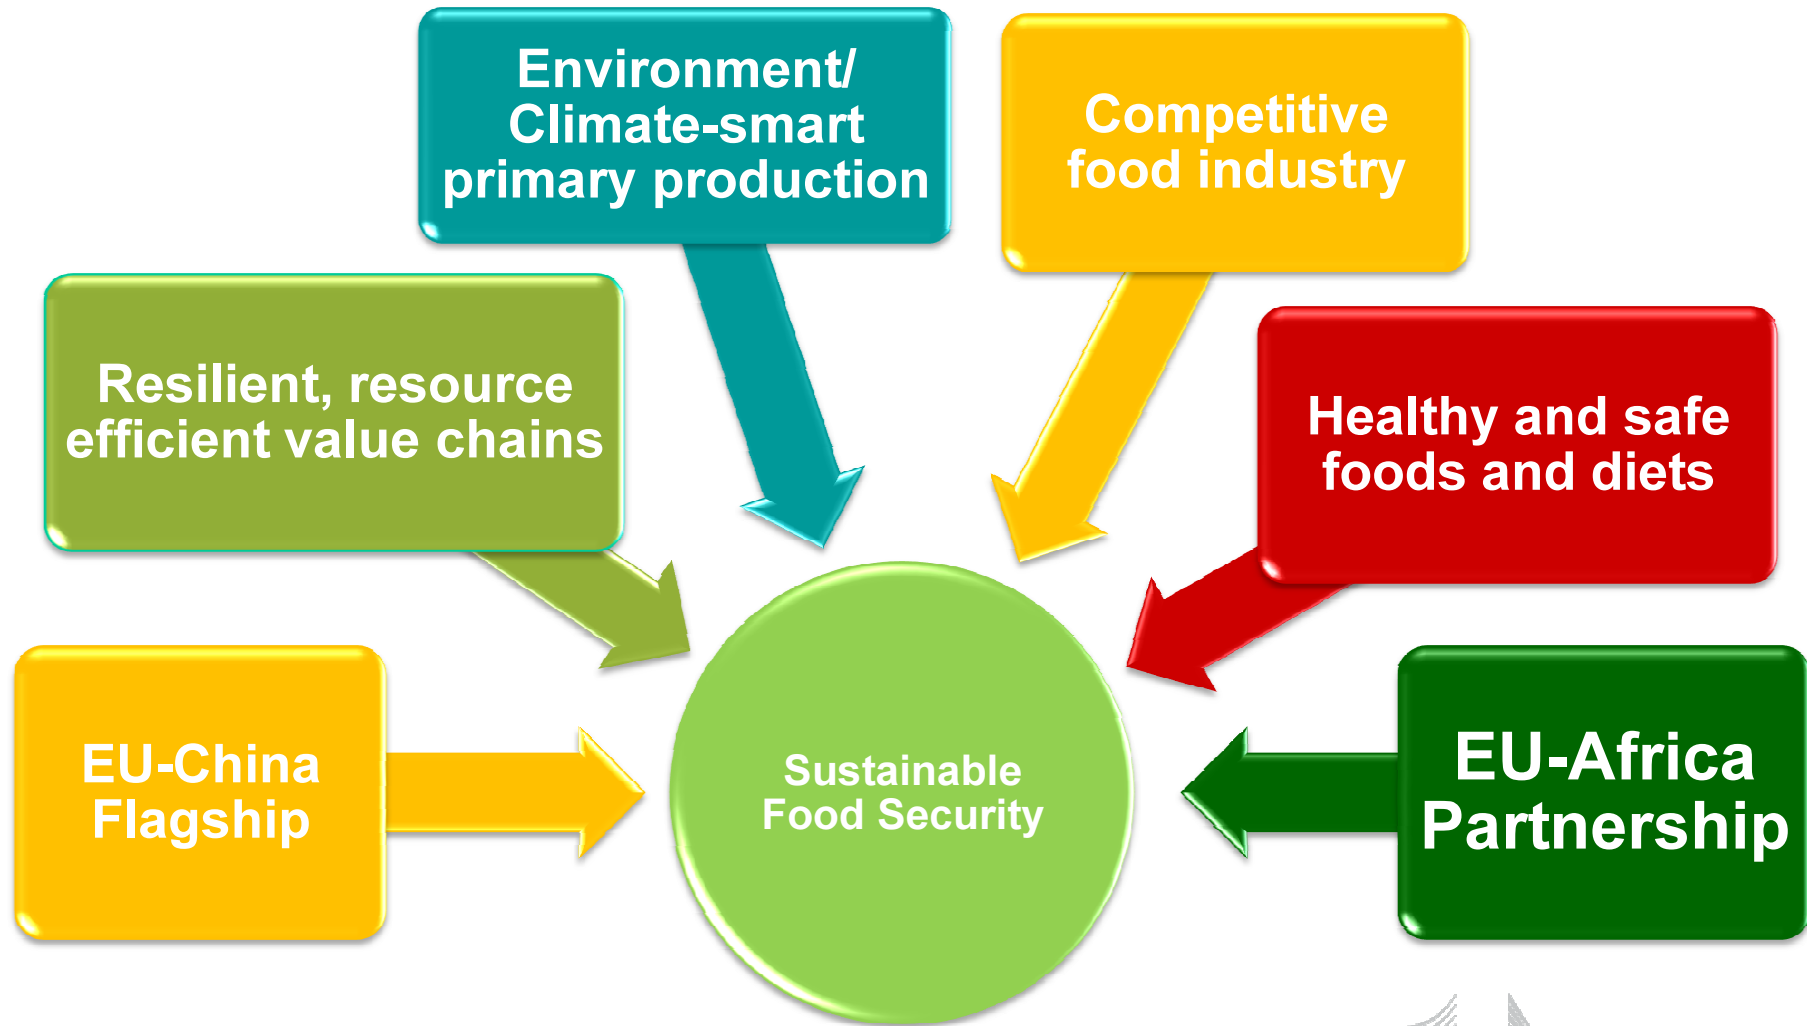 Environment/
Climate-smart
primary production
Competitive
food industry
Resilient, resource
efficient value chains
Healthy and safe
foods and diets
EU-China
Flagship
Sustainable
Food Security
EU-Africa
Partnership